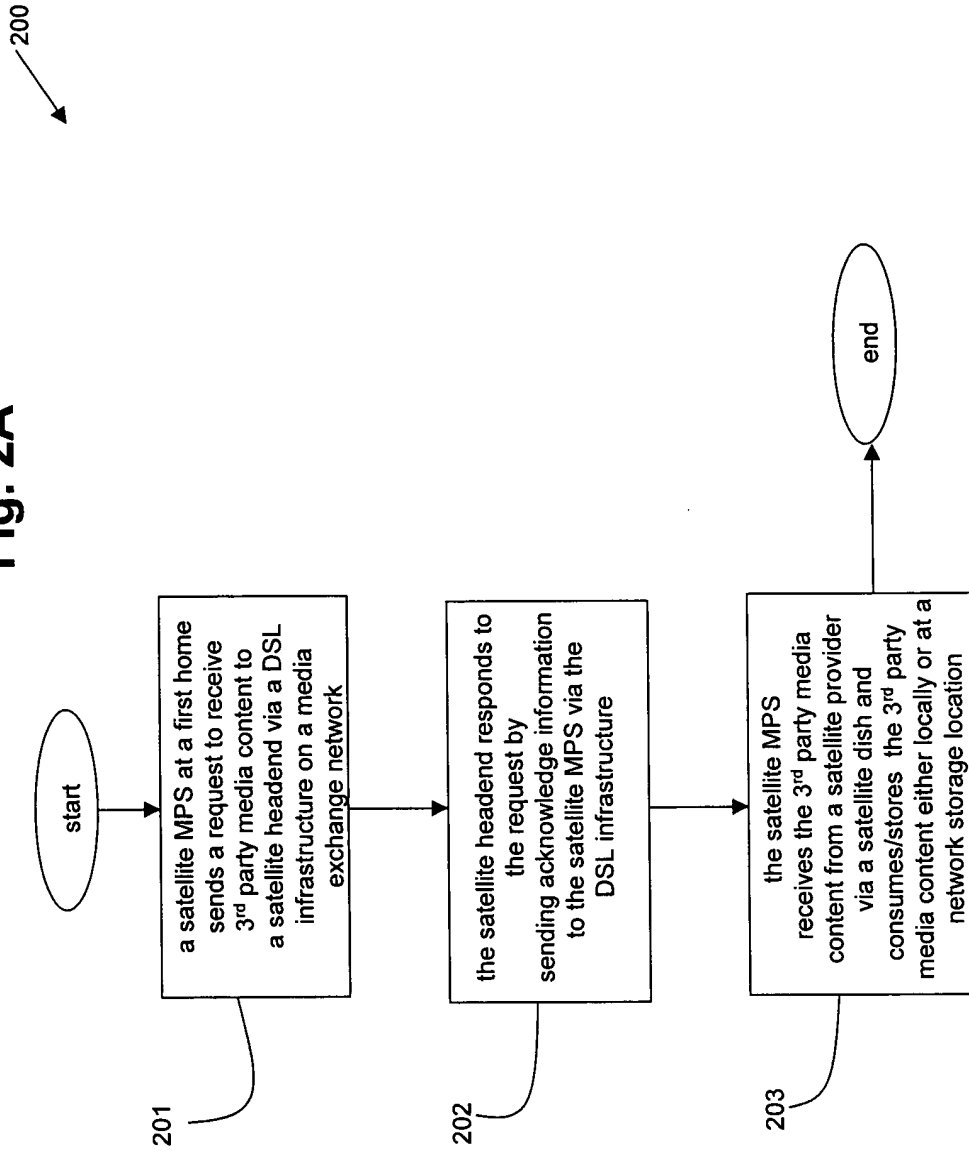 Fig. 2A
200
start
a satellite MPS at a first home
sends a request to receive
3rd party media content to
a satellite headend via a DSL
infrastructure on a media
exchange network
201
the satellite headend responds to
the request by
sending acknowledge information
to the satellite MPS via the
DSL infrastructure
202
the satellite MPS
receives the 3rd party media
content from a satellite provider
via a satellite dish and
consumes/stores the 3rd party
media content either locally or at a
network storage location
203
end